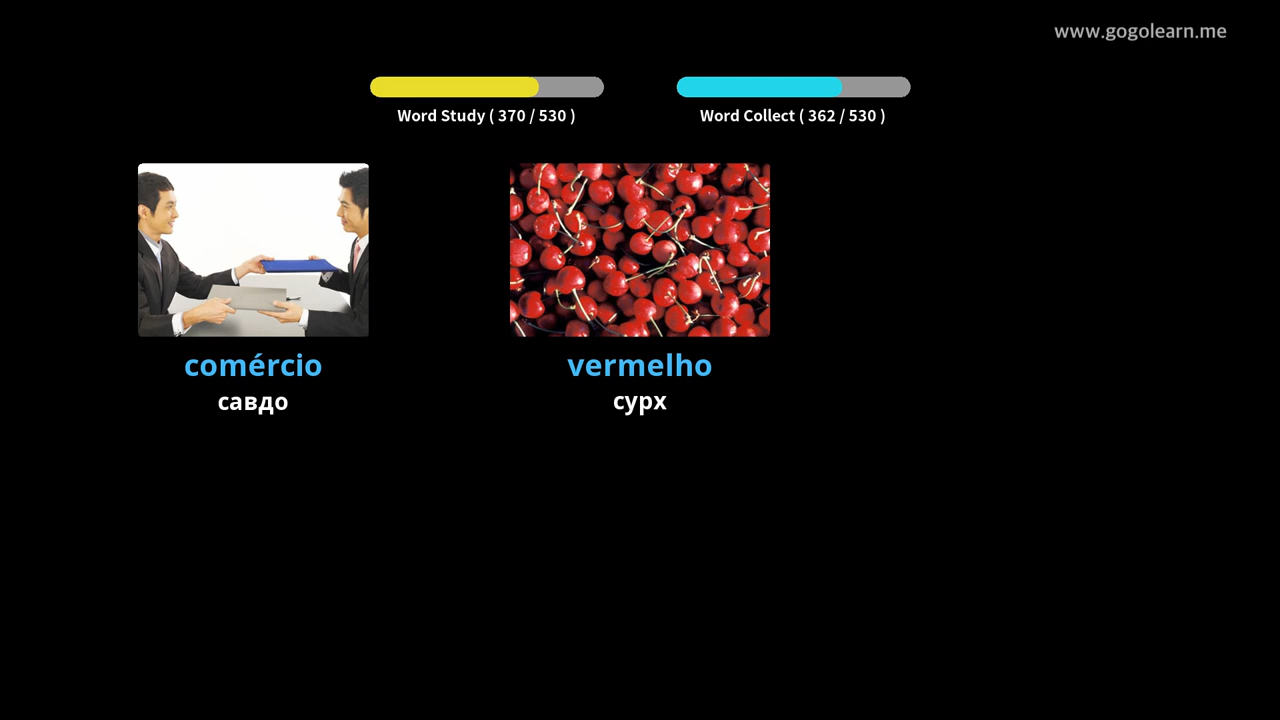 www.gogolearn.me
Word Study ( 370 / 530 )
Word Collect ( 362 / 530 )
comércio
савдо
vermelho
сурх